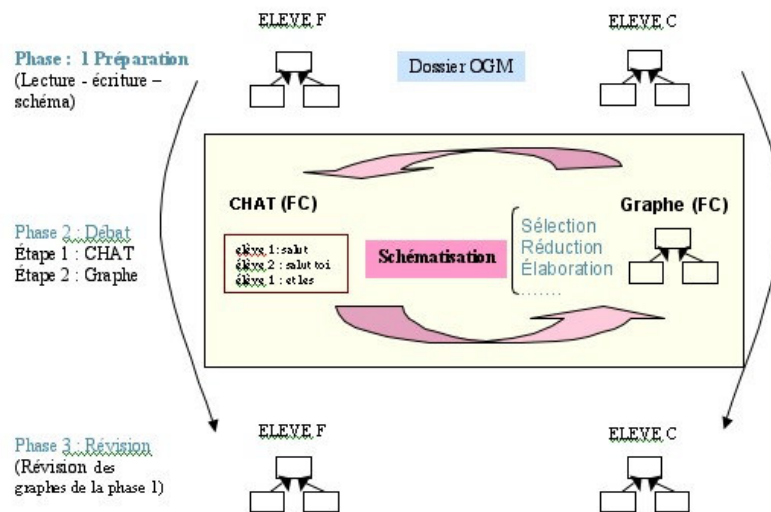 ELEVE F
ELEVE C
Phase : 1 Préparation
(Lecture - écriture –
schéma)
Dossier OGM
CHAT (FC)
Graphe (FC)
Phase 2 : Débat
Étape 1 : CHAT
Étape 2 : Graphe
élève 1 : salut
élève 2 : salut toi
élève 1 : et les
Schématisation
Sélection
Réduction
Élaboration
.......
Phase 3 : Révision
(Révision des
graphes de la phase 1)
ELEVE F
ELEVE C